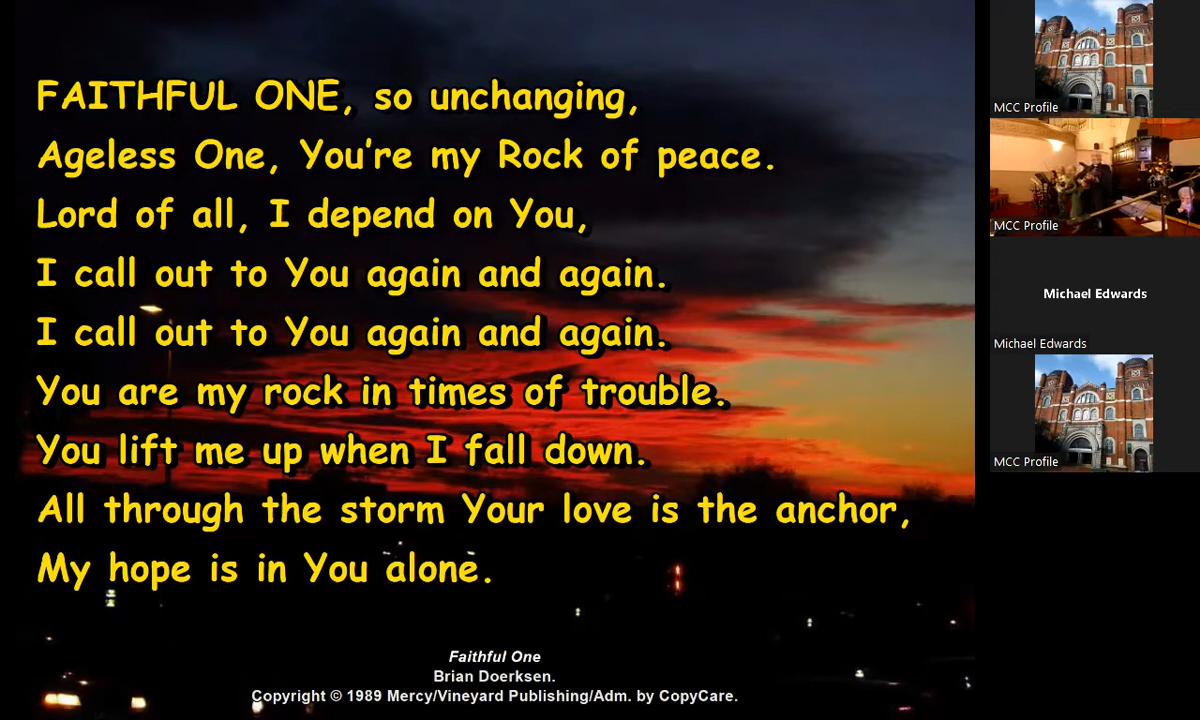 FAITHFUL ONE, so unchanging,
Ageless One, You're my Rock of peace.
Lord of all, I depend on You,
I call out to You again and again.
I call out to You again and again.
You are my rock in times of trouble.
You lift me up when I fall down.
All through the storm Your love is the anchor,
My hope is in You alone.
Faithful One
Brian Doerksen.
Copyright © 1989 Mercy/Vineyard Publishing/Adm. by CopyCare.
MCC Profile
MCC Profile
Michael Edwards
Michael Edwards
MCC Profile